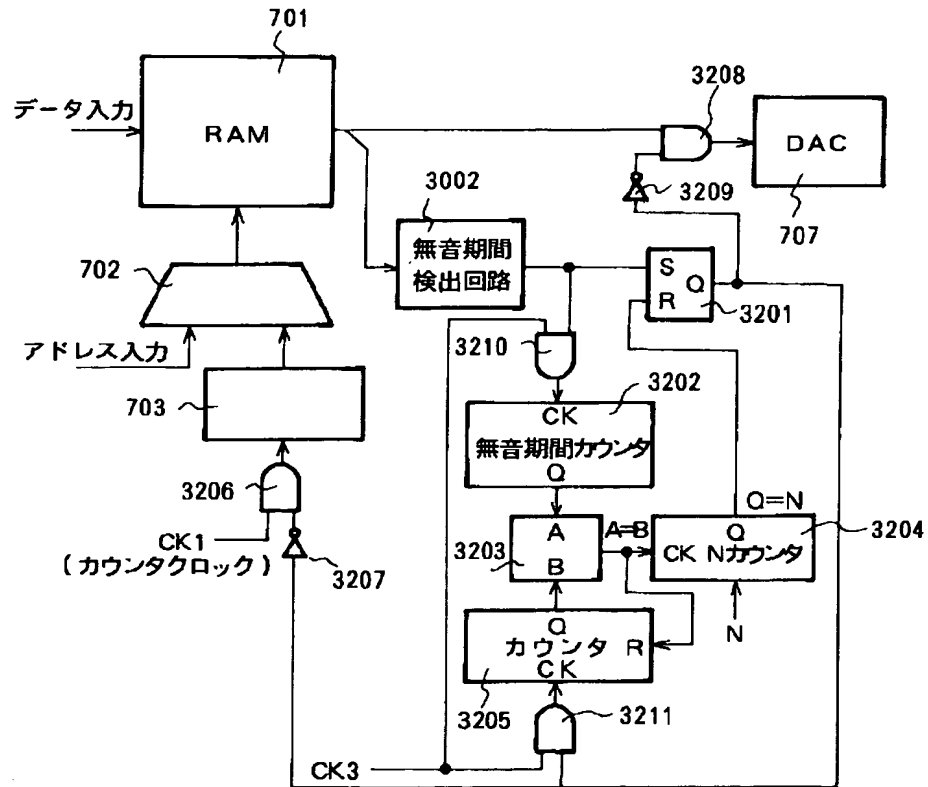 701
データ入力
RAM
3208
DAC
3002
3209
707
無音期間
検出回路
S
Q
R
3201
702
アドレス入力
3210
703
3202
CK
無音期間カウンタ
Q
3206
CK1
(カウンタクロック)
3207
Q=N
3204
A
A=B
Q
3203
B
CK Nカウンタ
N
Q
カウンタ R
CK
3205
3211
CK3